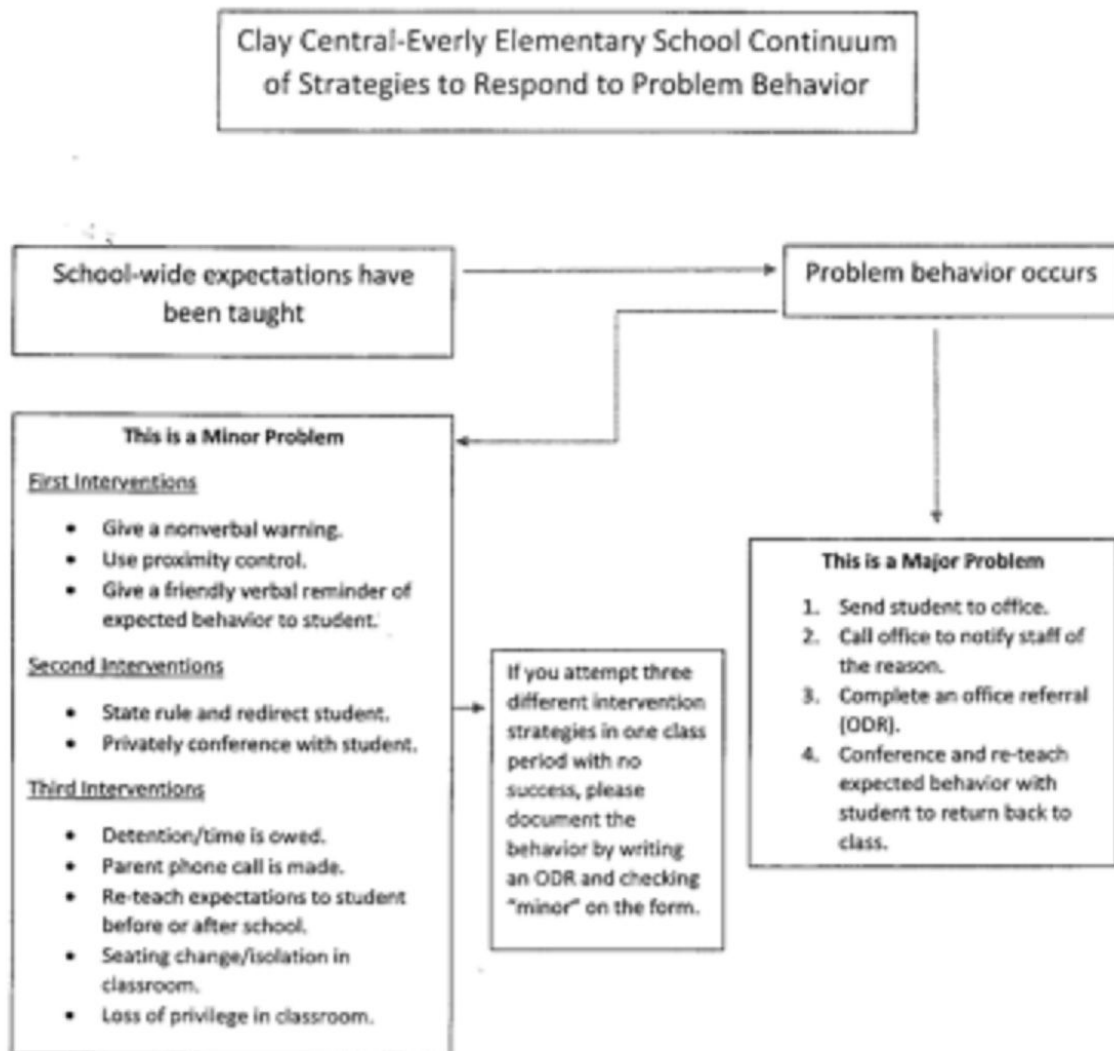 Clay Central-Everly Elementary School Continuum
of Strategies to Respond to Problem Behavior
School-wide expectations have
been taught
Problem behavior occurs
This is a Minor Problem
First Interventions
• Give a nonverbal warning.
• Use proximity control.
• Give a friendly verbal reminder of
expected behavior to student.
Second Interventions
• State rule and redirect student.
• Privately conference with student.
Third Interventions
• Detention/time is owed.
• Parent phone call is made.
• Re-teach expectations to student
before or after school.
• Seating change/isolation in
classroom.
• Loss of privilege in classroom.
If you attempt three
different intervention
strategies in one class
period with no
success, please
document the
behavior by writing
an ODR and checking
"minor" on the form.
This is a Major Problem
1. Send student to office.
2. Call office to notify staff of
the reason.
3. Complete an office referral
(ODR).
4. Conference and re-teach
expected behavior with
student to return back to
class.